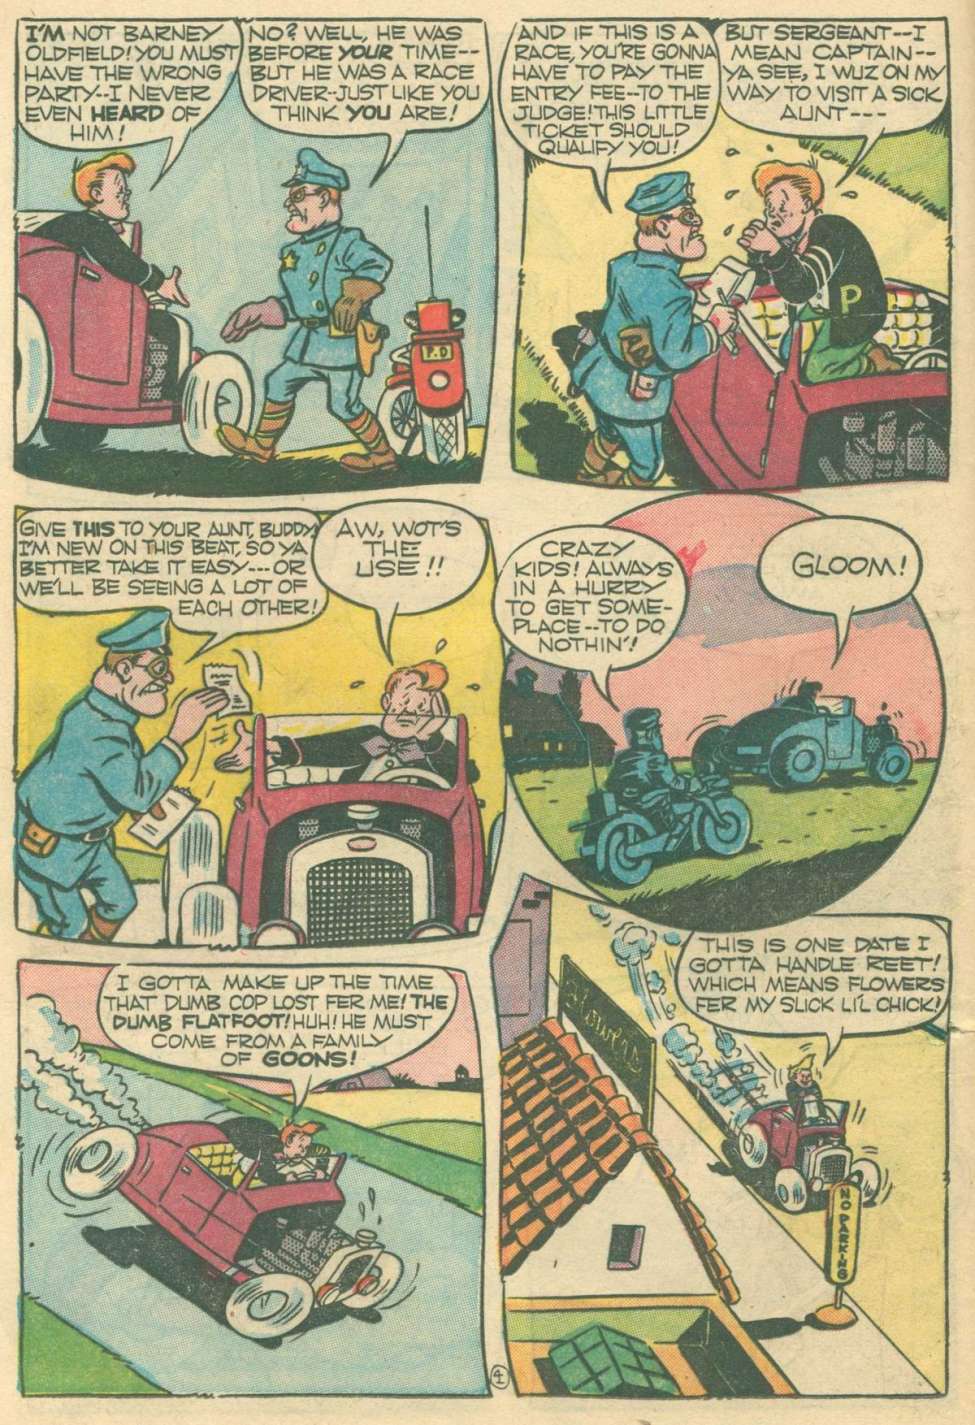 I'M NOT BARNEY
OLDFIELD! YOU MUST
HAVE THE WRONG
PARTY--I NEVER
EVEN HEARD OF
HIM!
NO? WELL, HE WAS
BEFORE YOUR TIME--
BUT HE WAS A RACE
DRIVER--JUST LIKE YOU
THINK YOU ARE!
P.D
AND IF THIS IS A
RACE, YOU'RE GONNA
HAVE TO PAY THE
ENTRY FEE--TO THE
JUDGE! THIS LITTLE
TICKET SHOULD
QUALIFY YOU!
BUT SERGEANT--I
MEAN CAPTAIN--
YA SEE, I WUZ ON MY
WAY TO VISIT A SICK
AUNT---
P
GIVE THIS TO YOUR AUNT, BUDDY!
I'M NEW ON THIS BEAT, SO YA
BETTER TAKE IT EASY---OR
WE'LL BE SEEING A LOT OF
EACH OTHER!
AW, WOT'S
THE
USE!!
CRAZY
KIDS! ALWAYS
IN A HURRY
TO GET SOME-
PLACE--TO DO
NOTHIN'!
GLOOM!
I GOTTA MAKE UP THE TIME
THAT DUMB COP LOST FER ME! THE
DUMB FLATFOOT! HUH! HE MUST
COME FROM A FAMILY
OF GOONS!
THIS IS ONE DATE I
GOTTA HANDLE REET!
WHICH MEANS FLOWERS
FER MY SLICK LI'L CHICK!
Flowers
NO PARKING
4